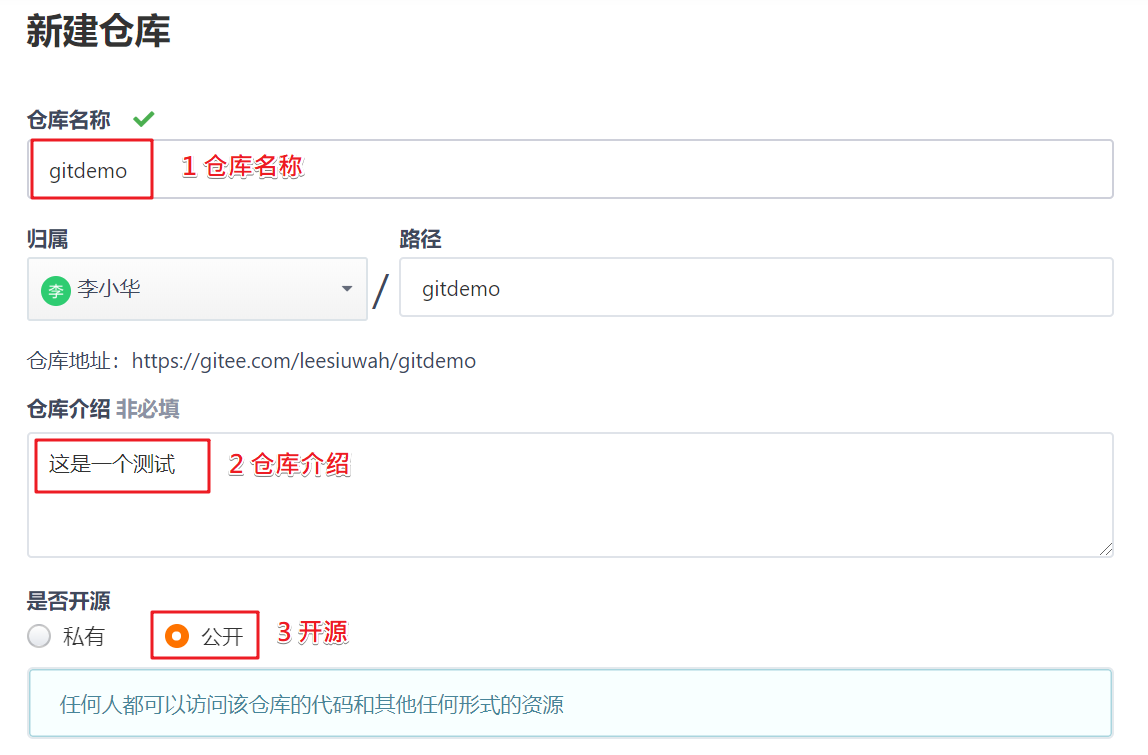 新建仓库
仓库名称
gitdemo 1 仓库名称
归属 路径
李 李小华 / gitdemo
仓库地址：https://gitee.com/leesiuwah/gitdemo
仓库介绍 非必填
这是一个测试 2 仓库介绍
是否开源
私有 公开 3 开源
任何人都可以访问该仓库的代码和其他任何形式的资源